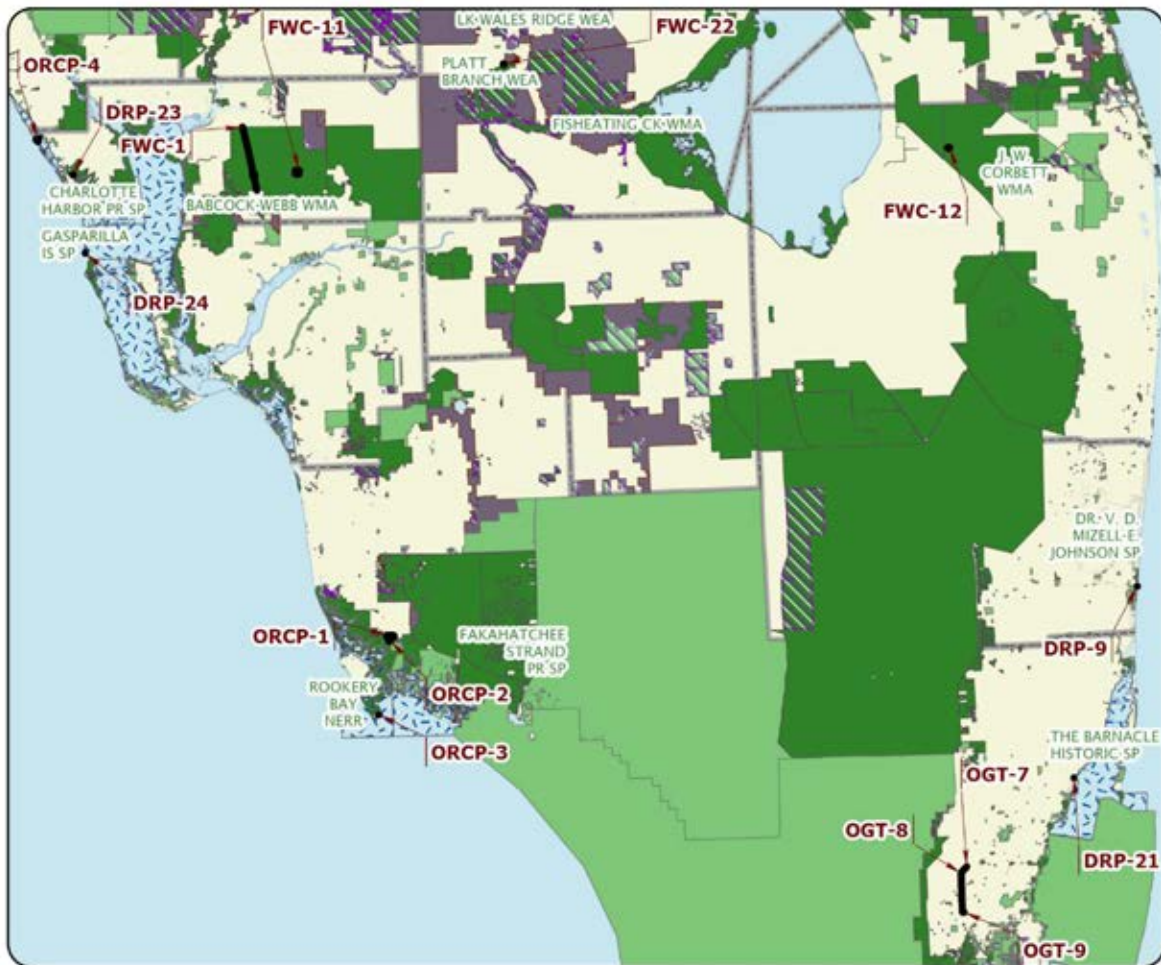 FWC-11
LK WALES RIDGE WEA
FWC-22
ORCP-4
PLATT
BRANCH WEA
DRP-23
FWC-1
FISHEATING CK WMA
J. W.
CORBETT
WMA
CHARLOTTE
HARBOR PR SP
BABCOCK-WEBB WMA
FWC-12
GASPARILLA
IS SP
DRP-24
DR. V. D.
MIZELL-E.
JOHNSON SP
ORCP-1
FAKAHATCHEE
STRAND
PR SP
DRP-9
ROOKERY
BAY
NERR
ORCP-2
ORCP-3
THE BARNACLE
HISTORIC SP
OGT-7
OGT-8
DRP-21
OGT-9